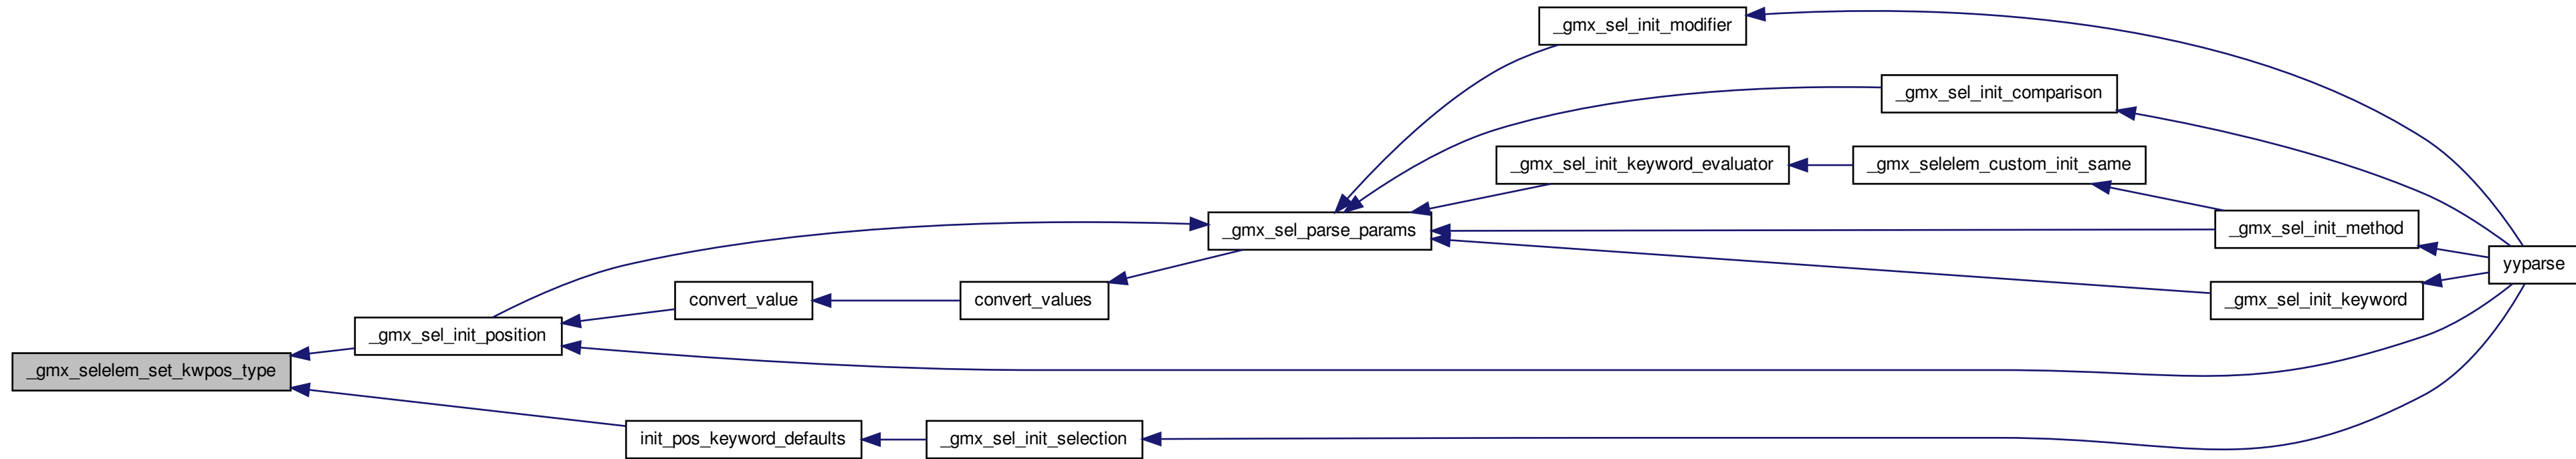 _gmx_sel_init_modifier
_gmx_sel_init_comparison
_gmx_sel_init_keyword_evaluator
_gmx_selelem_custom_init_same
_gmx_sel_parse_params
_gmx_sel_init_method
yyparse
convert_value
convert_values
_gmx_sel_init_keyword
_gmx_sel_init_position
_gmx_selelem_set_kwpos_type
init_pos_keyword_defaults
_gmx_sel_init_selection